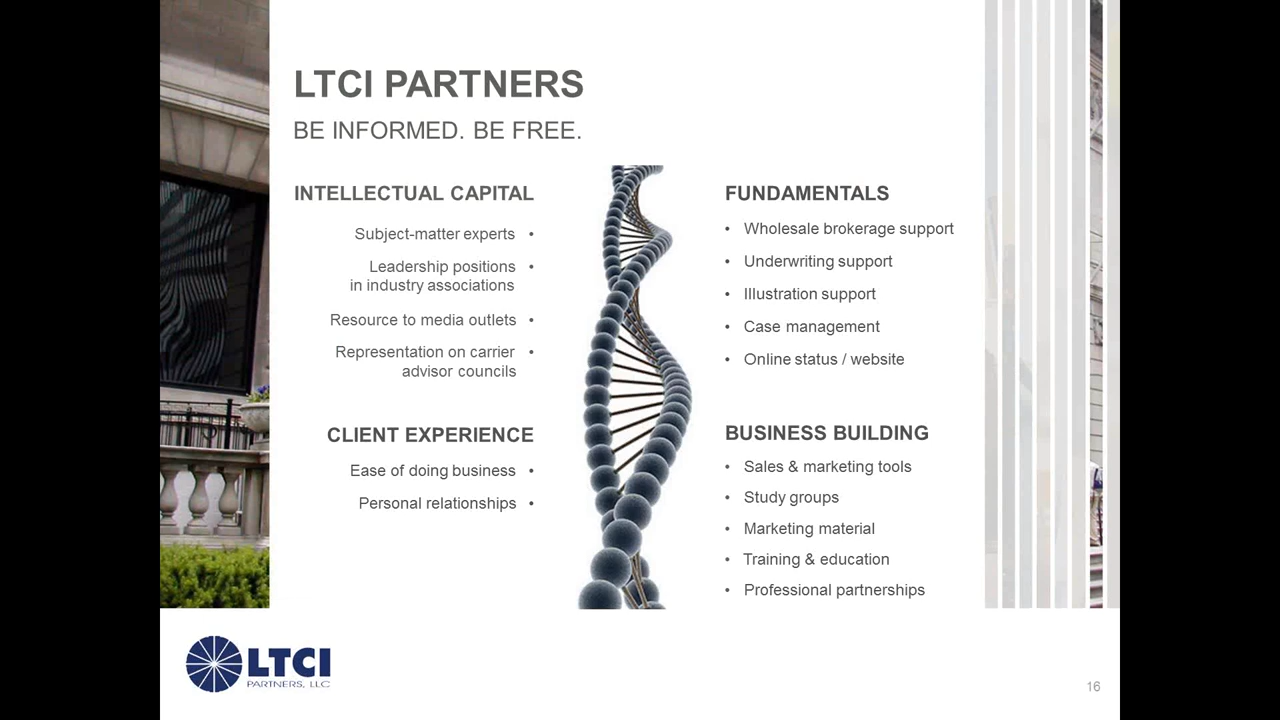 LTCI PARTNERS
BE INFORMED. BE FREE.
INTELLECTUAL CAPITAL
Subject-matter experts •
Leadership positions •
in industry associations
Resource to media outlets •
Representation on carrier •
advisor councils
CLIENT EXPERIENCE
Ease of doing business •
Personal relationships •
FUNDAMENTALS
• Wholesale brokerage support
• Underwriting support
• Illustration support
• Case management
• Online status / website
BUSINESS BUILDING
• Sales & marketing tools
• Study groups
• Marketing material
• Training & education
• Professional partnerships
LTCI
PARTNERS, LLC
16